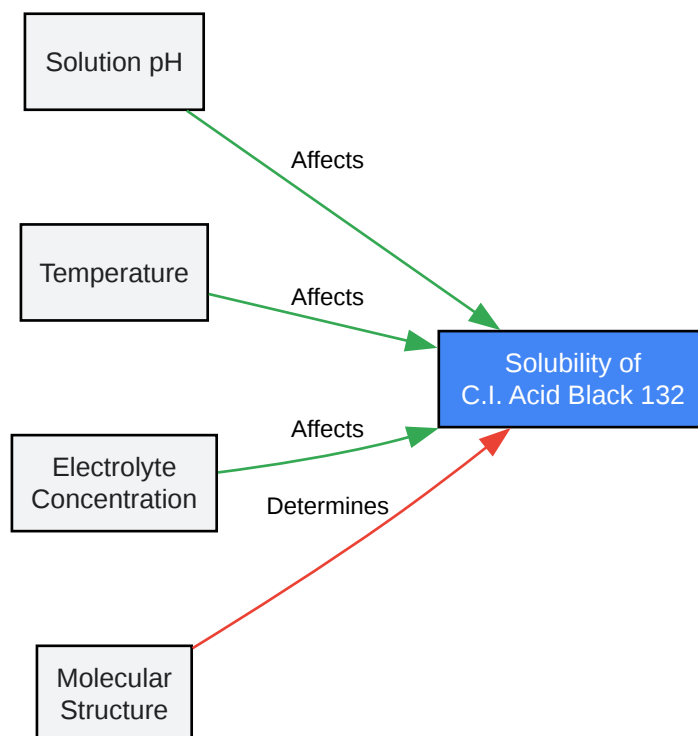 Solution pH
Affects
Temperature
Affects
Solubility of
C.I. Acid Black 132
Affects
Electrolyte
Concentration
Determines
Molecular
Structure